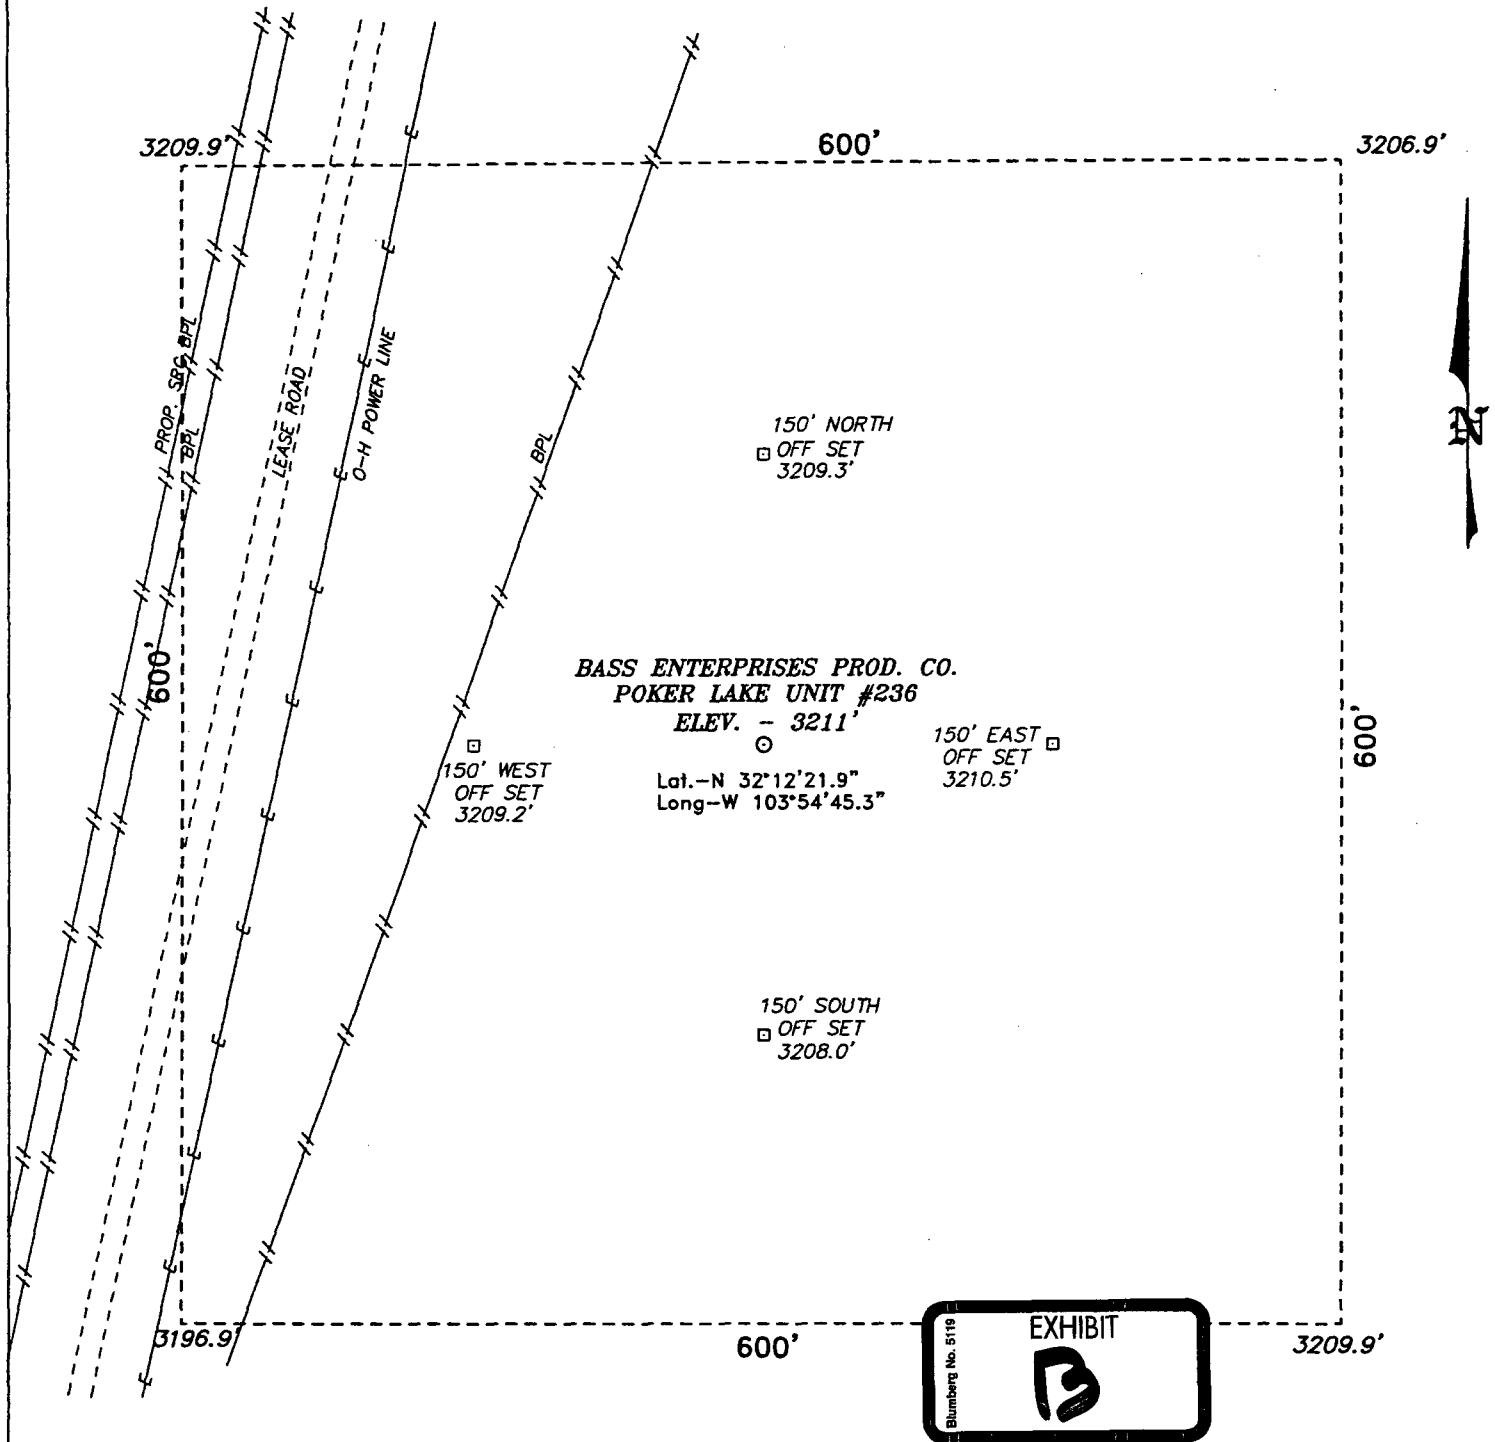 3209.9'
600'
3206.9'
PROP. SBC BPL
BPL
LEASE ROAD
O-H POWER LINE
BPL
150' NORTH
OFF SET
3209.3'
N
600'
BASS ENTERPRISES PROD. CO.
POKER LAKE UNIT #236
ELEV. - 3211'
Lat.-N 32°12'21.9"
Long-W 103°54'45.3"
150' WEST
OFF SET
3209.2'
150' EAST
OFF SET
3210.5'
600'
150' SOUTH
OFF SET
3208.0'
3196.9'
600'
3209.9'
Blumberg No. 5119
EXHIBIT
B